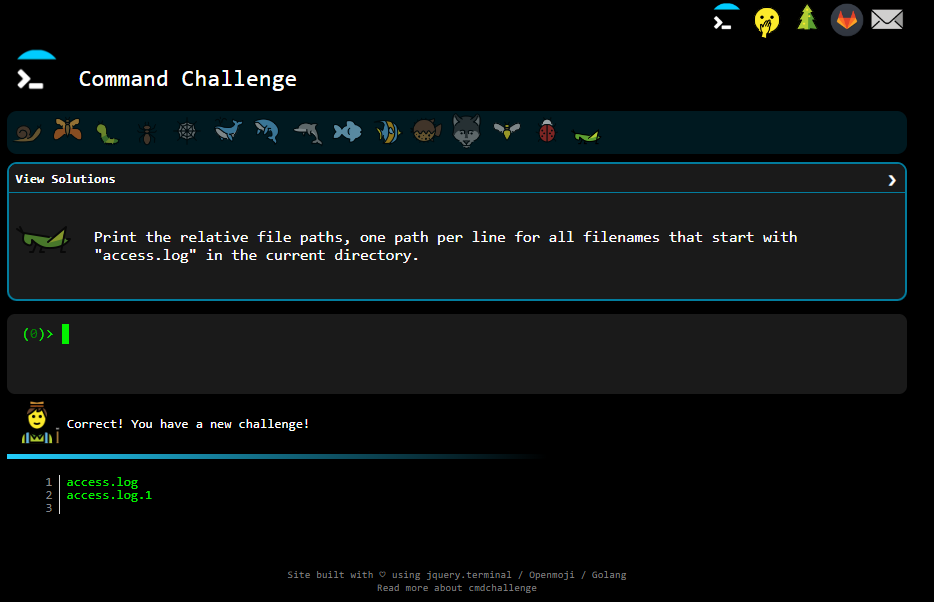 Command Challenge
View Solutions
Print the relative file paths, one path per line for all filenames that start with
"access.log" in the current directory.
(0)>
Correct! You have a new challenge!
1 access.log
2 access.log.1
3
Site built with ♡ using jquery.terminal / Openmoji / Golang
Read more about cmdchallenge